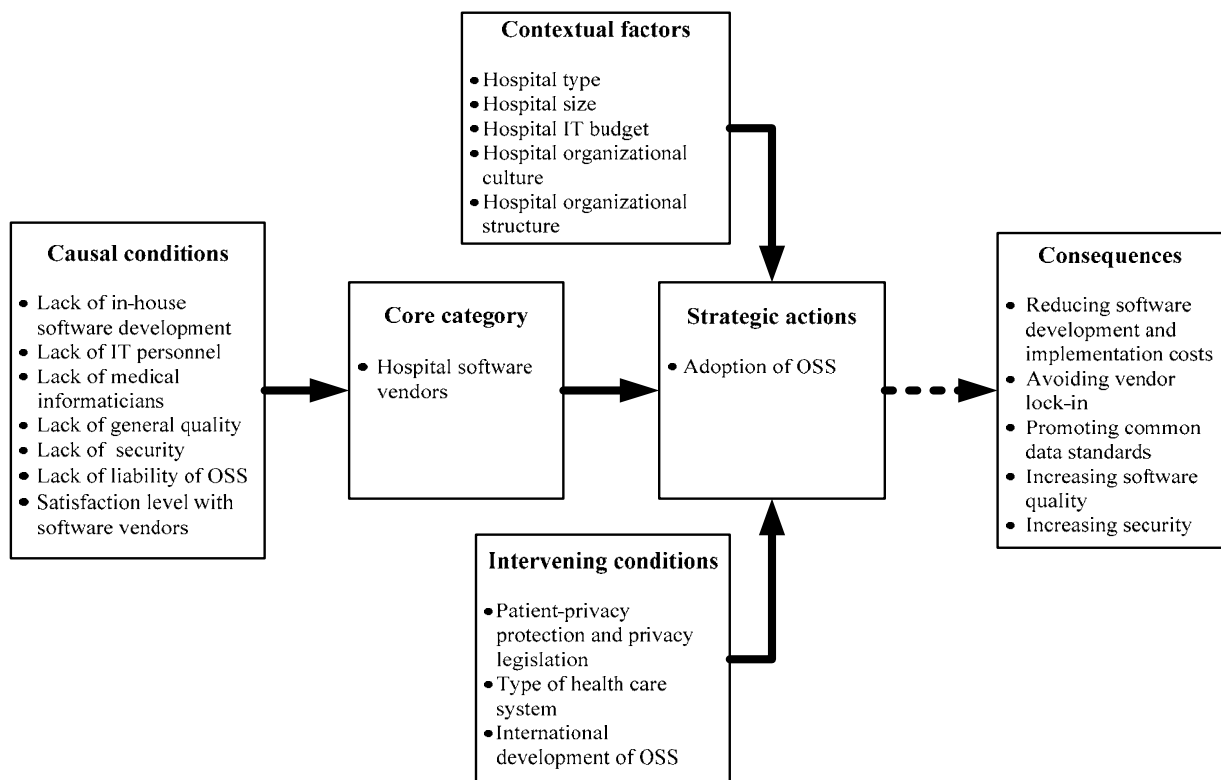 Contextual factors
• Hospital type
• Hospital size
• Hospital IT budget
• Hospital organizational
culture
• Hospital organizational
structure
Causal conditions
• Lack of in-house
software development
• Lack of IT personnel
• Lack of medical
informaticians
• Lack of general quality
• Lack of security
• Lack of liability of OSS
• Satisfaction level with
software vendors
Core category
• Hospital software
vendors
Strategic actions
• Adoption of OSS
Consequences
• Reducing software
development and
implementation costs
• Avoiding vendor
lock-in
• Promoting common
data standards
• Increasing software
quality
• Increasing security
Intervening conditions
• Patient-privacy
protection and privacy
legislation
• Type of health care
system
• International
development of OSS